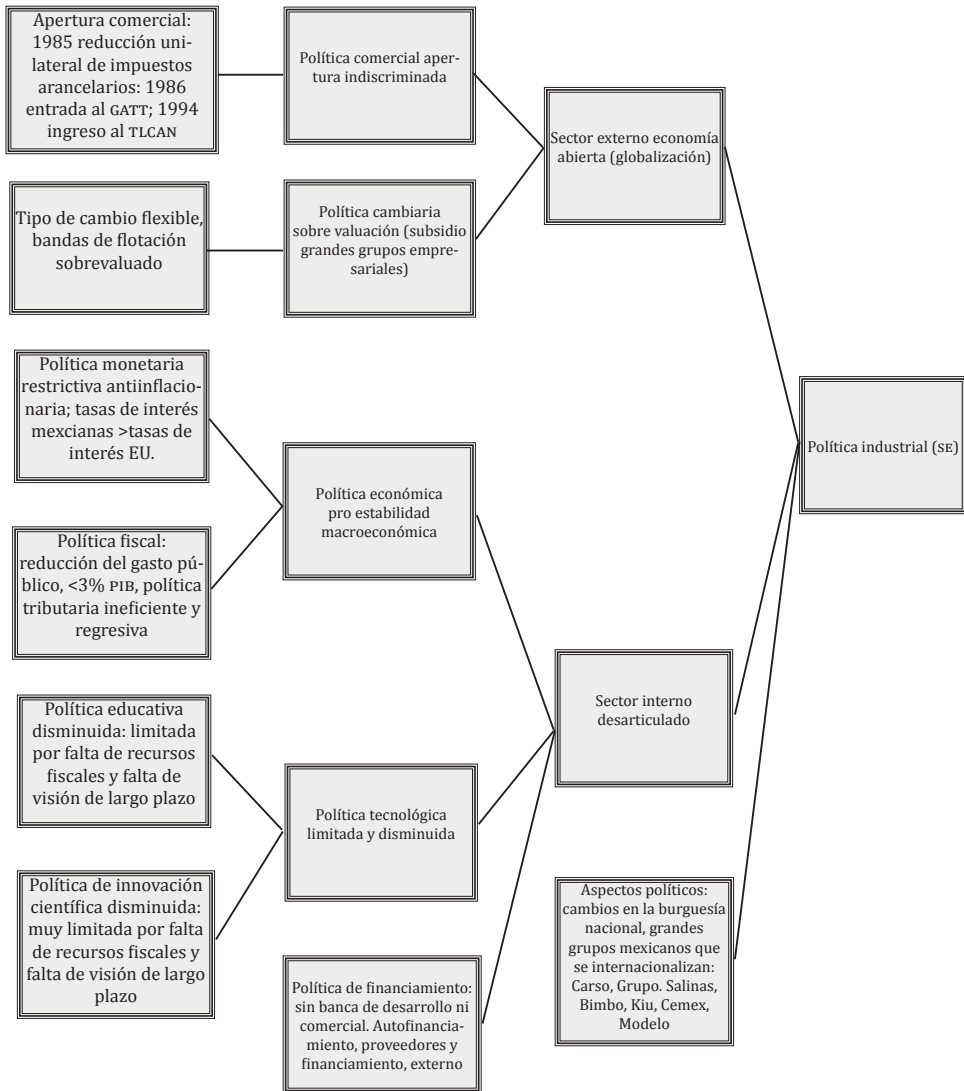 Apertura comercial:
1985 reducción uni-
lateral de impuestos
arancelarios: 1986
entrada al GATT; 1994
ingreso al TLCAN
Política comercial aper-
tura indiscriminada
Sector externo economía
abierta (globalización)
Tipo de cambio flexible,
bandas de flotación
sobrevaluado
Política cambiaria
sobre valuación (subsidio
grandes grupos empre-
sariales)
Política monetaria
restrictiva antiinflacio-
naria; tasas de interés
mexcianas >tasas de
interés EU.
Política industrial (SE)
Política económica
pro estabilidad
macroeconómica
Política fiscal:
reducción del gasto pú-
blico, <3% PIB, política
tributaria ineficiente y
regresiva
Sector interno
desarticulado
Política educativa
disminuida: limitada
por falta de recursos
fiscales y falta de
visión de largo plazo
Política tecnológica
limitada y disminuida
Política de innovación
científica disminuida:
muy limitada por falta
de recursos fiscales y
falta de visión de largo
plazo
Aspectos políticos:
cambios en la burguesía
nacional, grandes
grupos mexicanos que
se internacionalizan:
Carso, Grupo. Salinas,
Bimbo, Kiu, Cemex,
Modelo
Política de financiamiento:
sin banca de desarrollo ni
comercial. Autofinancia-
miento, proveedores y
financiamiento, externo